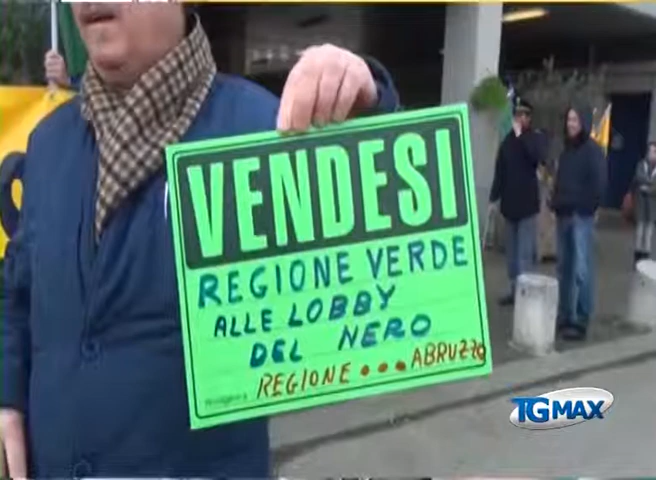 VENDESI
REGIONE VERDE
ALLE LOBBY
DEL NERO
REGIONE... ABRUZZO
TGMAX